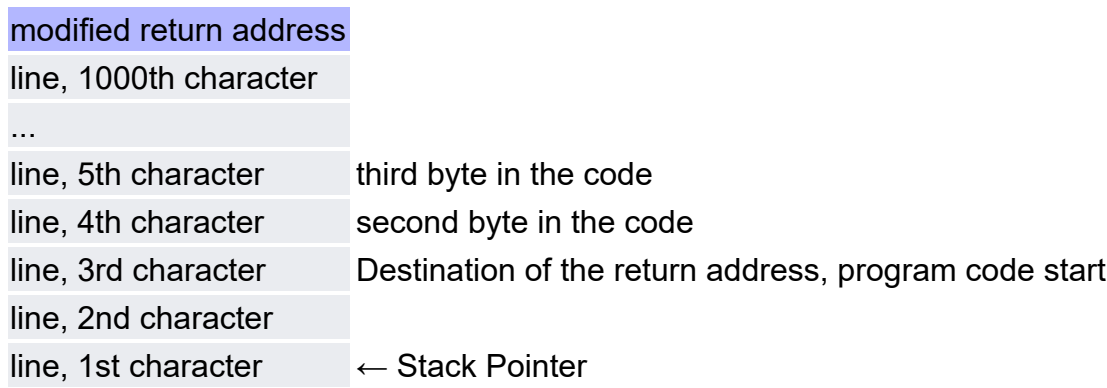 modified return address
line, 1000th character
...
line, 5th character third byte in the code
line, 4th character second byte in the code
line, 3rd character Destination of the return address, program code start
line, 2nd character
line, 1st character ← Stack Pointer